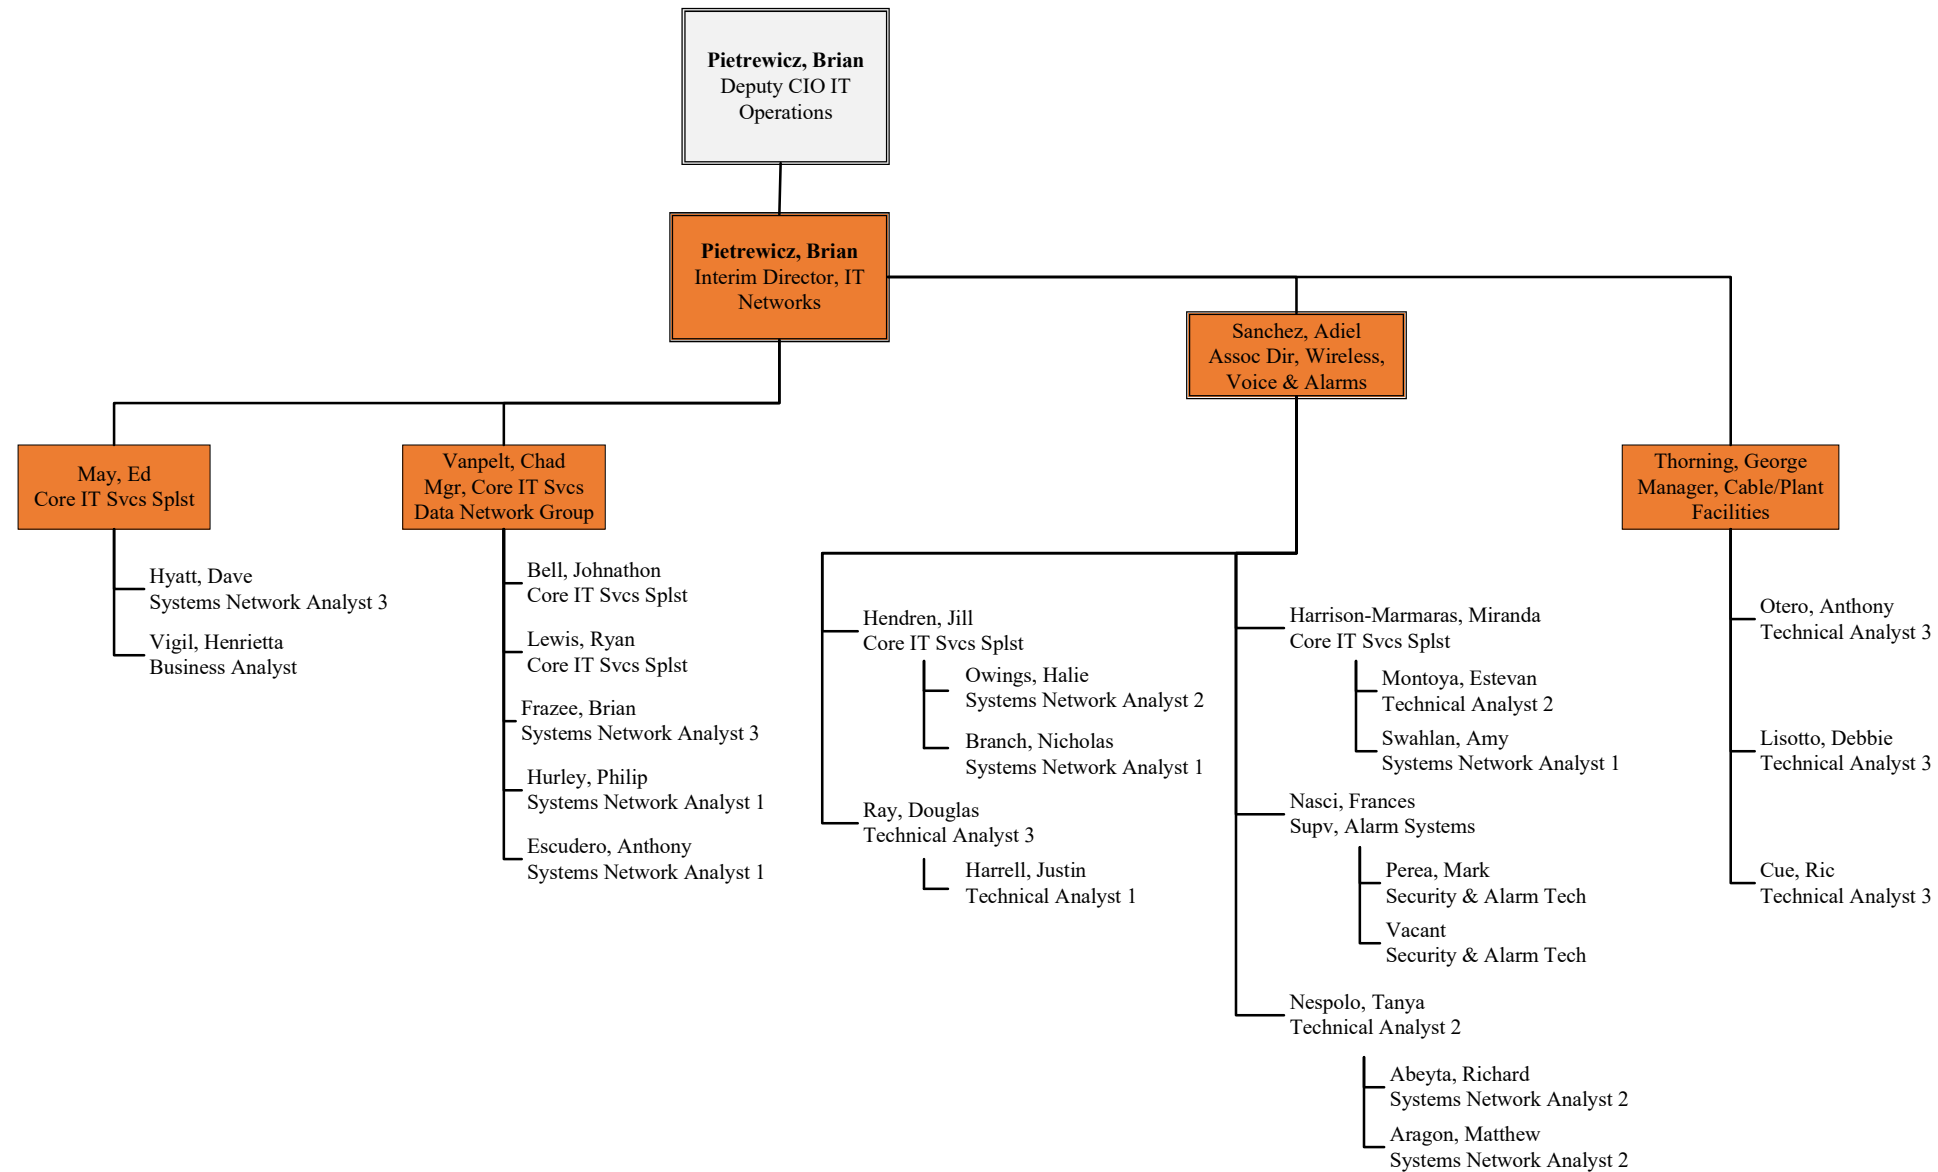 Pietrewicz, Brian
Deputy CIO IT
Operations
Pietrewicz, Brian
Interim Director, IT
Networks
Sanchez, Adiel
Assoc Dir, Wireless,
Voice & Alarms
May, Ed
Core IT Svcs Splst
Vanpelt, Chad
Mgr, Core IT Svcs
Data Network Group
Thorning, George
Manager, Cable/Plant
Facilities
Hyatt, Dave
Systems Network Analyst 3
Vigil, Henrietta
Business Analyst
Bell, Johnathon
Core IT Svcs Splst
Lewis, Ryan
Core IT Svcs Splst
Frazee, Brian
Systems Network Analyst 3
Hurley, Philip
Systems Network Analyst 1
Escudero, Anthony
Systems Network Analyst 1
Hendren, Jill
Core IT Svcs Splst
Owings, Halie
Systems Network Analyst 2
Branch, Nicholas
Systems Network Analyst 1
Ray, Douglas
Technical Analyst 3
Harrell, Justin
Technical Analyst 1
Harrison-Marmaras, Miranda
Core IT Svcs Splst
Montoya, Estevan
Technical Analyst 2
Swahlan, Amy
Systems Network Analyst 1
Nasci, Frances
Supv, Alarm Systems
Perea, Mark
Security & Alarm Tech
Vacant
Security & Alarm Tech
Nespolo, Tanya
Technical Analyst 2
Abeyta, Richard
Systems Network Analyst 2
Aragon, Matthew
Systems Network Analyst 2
Otero, Anthony
Technical Analyst 3
Lisotto, Debbie
Technical Analyst 3
Cue, Ric
Technical Analyst 3